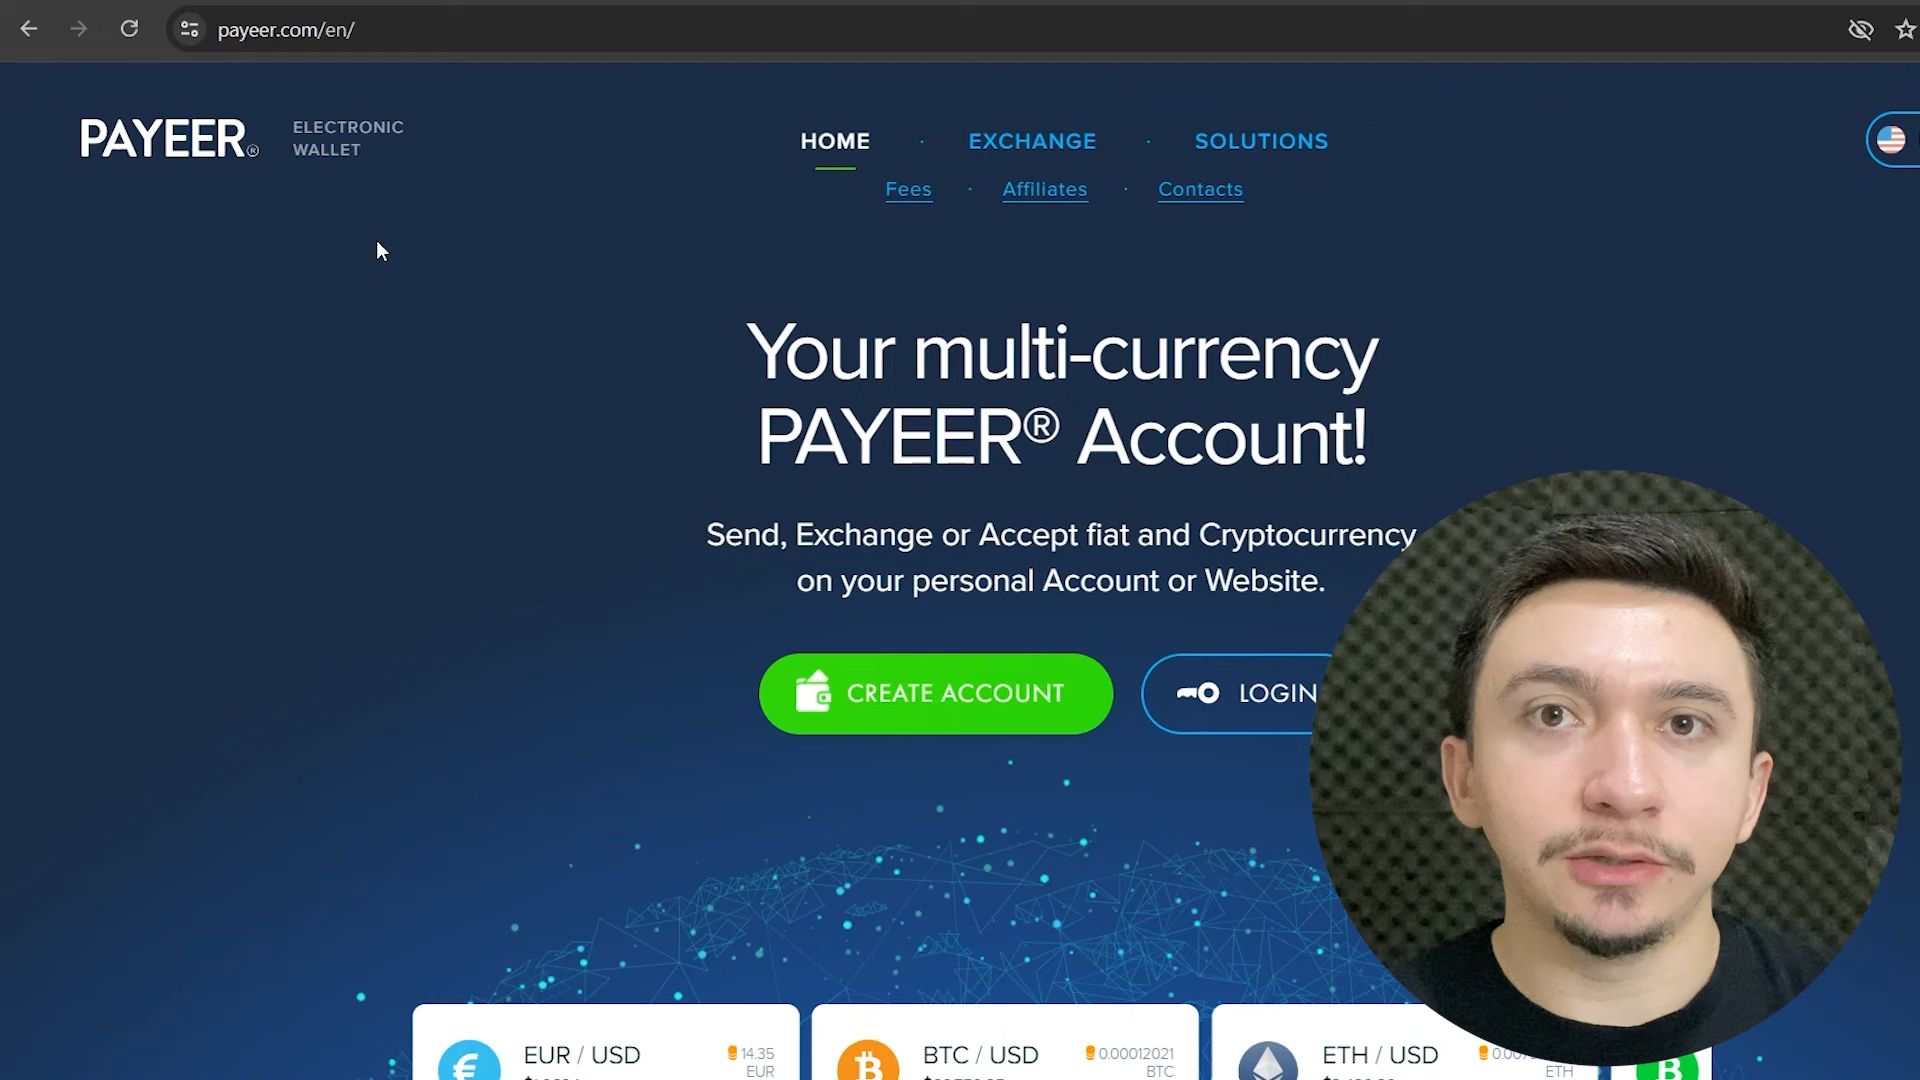 payeer.com/en/
PAYEER®
ELECTRONIC
WALLET
HOME · EXCHANGE · SOLUTIONS
Fees · Affiliates · Contacts
Your multi-currency
PAYEER® Account!
Send, Exchange or Accept fiat and Cryptocurrency
on your personal Account or Website.
CREATE ACCOUNT
LOGIN
EUR / USD
14.35
EUR
BTC / USD
0.00012021
BTC
ETH / USD
ETH